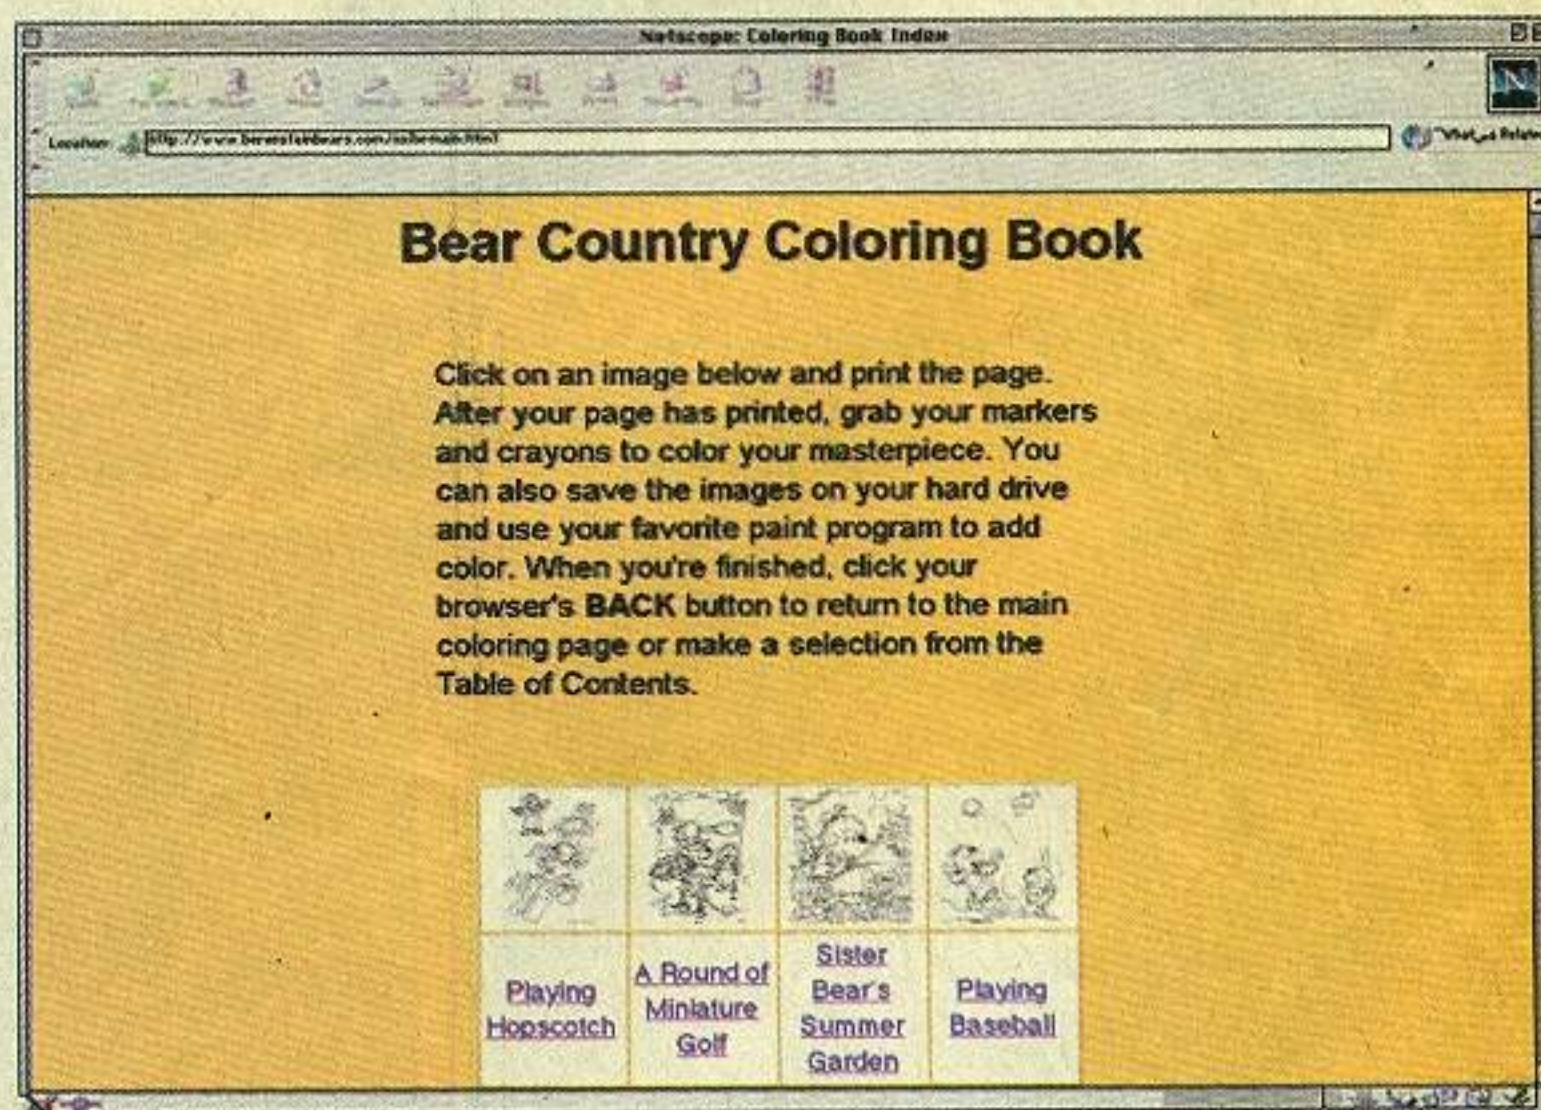 Netscape: Coloring Book Index
Location:
Bear Country Coloring Book
Click on an image below and print the page.
After your page has printed, grab your markers
and crayons to color your masterpiece. You
can also save the images on your hard drive
and use your favorite paint program to add
color. When you're finished, click your
browser's BACK button to return to the main
coloring page or make a selection from the
Table of Contents.
Playing
Hopscotch
A Round of
Miniature
Golf
Sister
Bear's
Summer
Garden
Playing
Baseball